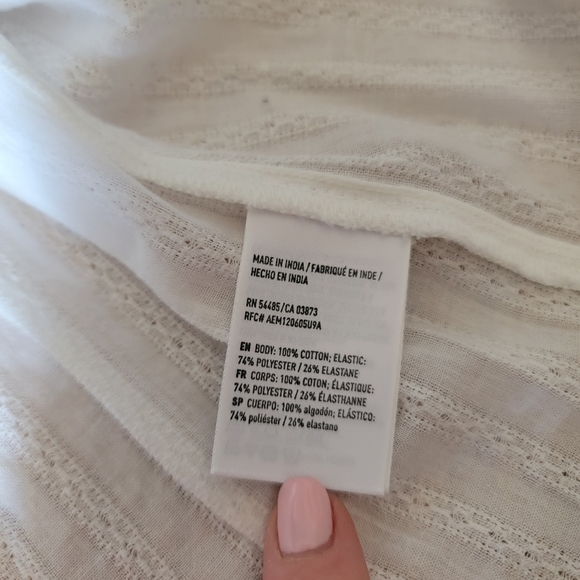 MADE IN INDIA / FABRIQUÉ EN INDE /
HECHO EN INDIA
RN 54485/CA 03873
RFC# AEM120605U9A
EN BODY: 100% COTTON; ELASTIC:
74% POLYESTER / 26% ELASTANE
FR CORPS: 100% COTON; ÉLASTIQUE:
74% POLYESTER / 26% ÉLASTHANNE
SP CUERPO: 100% algodón; ELÁSTICO:
74% poliéster / 26% elastano